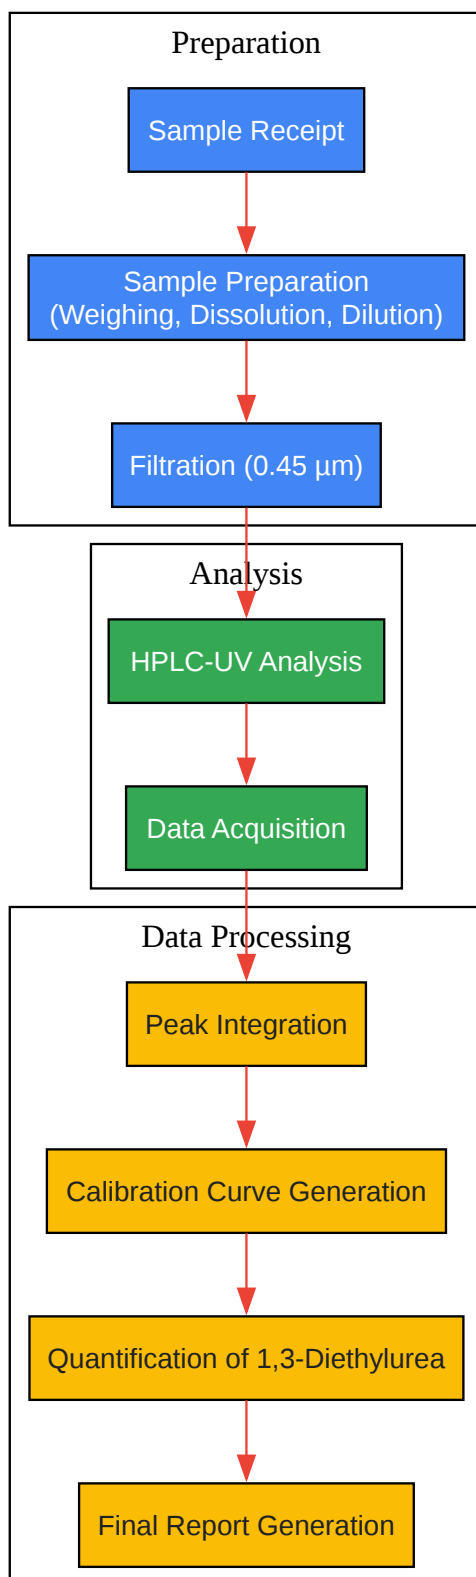 Preparation
Sample Receipt
Sample Preparation
(Weighing, Dissolution, Dilution)
Filtration (0.45 µm)
Analysis
HPLC-UV Analysis
Data Acquisition
Data Processing
Peak Integration
Calibration Curve Generation
Quantification of 1,3-Diethylurea
Final Report Generation